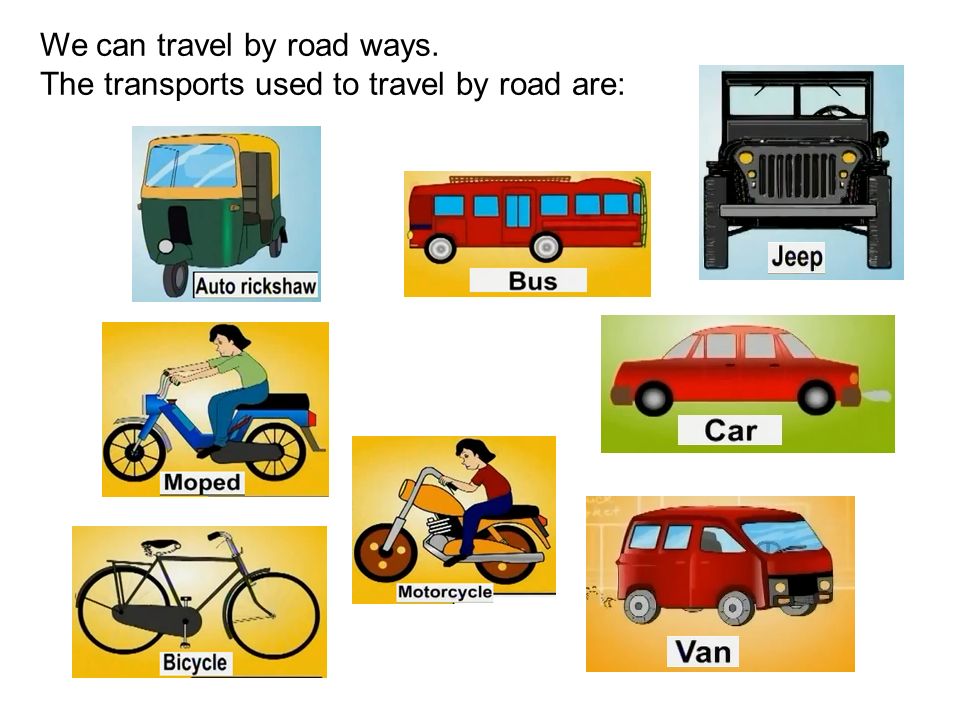 We can travel by road ways.
The transports used to travel by road are:
Auto rickshaw
Bus
Jeep
Moped
Car
Motorcycle
Bicycle
Van